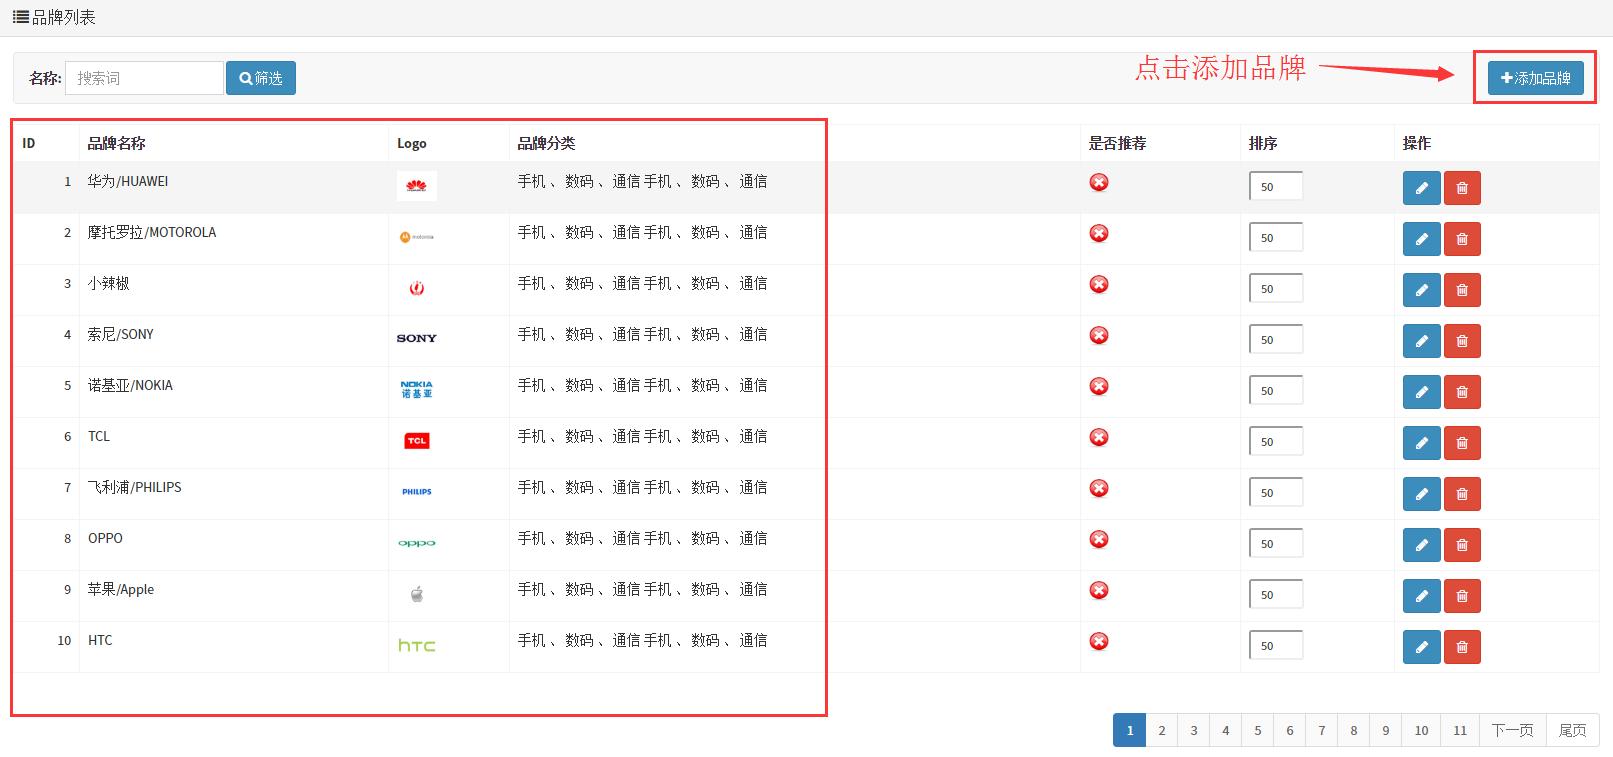 品牌列表
名称: 搜索词 筛选 点击添加品牌 添加品牌
ID 品牌名称 Logo 品牌分类 是否推荐 排序 操作
1 华为/HUAWEI 手机 、 数码 、 通信 手机 、 数码 、 通信 50
2 摩托罗拉/MOTOROLA motorola 手机 、 数码 、 通信 手机 、 数码 、 通信 50
3 小辣椒 手机 、 数码 、 通信 手机 、 数码 、 通信 50
4 索尼/SONY SONY 手机 、 数码 、 通信 手机 、 数码 、 通信 50
5 诺基亚/NOKIA NOKIA 手机 、 数码 、 通信 手机 、 数码 、 通信 50
诺基亚
6 TCL TCL 手机 、 数码 、 通信 手机 、 数码 、 通信 50
7 飞利浦/PHILIPS PHILIPS 手机 、 数码 、 通信 手机 、 数码 、 通信 50
8 OPPO oppo 手机 、 数码 、 通信 手机 、 数码 、 通信 50
9 苹果/Apple 手机 、 数码 、 通信 手机 、 数码 、 通信 50
10 HTC hTC 手机 、 数码 、 通信 手机 、 数码 、 通信 50
1 2 3 4 5 6 7 8 9 10 11 下一页 尾页